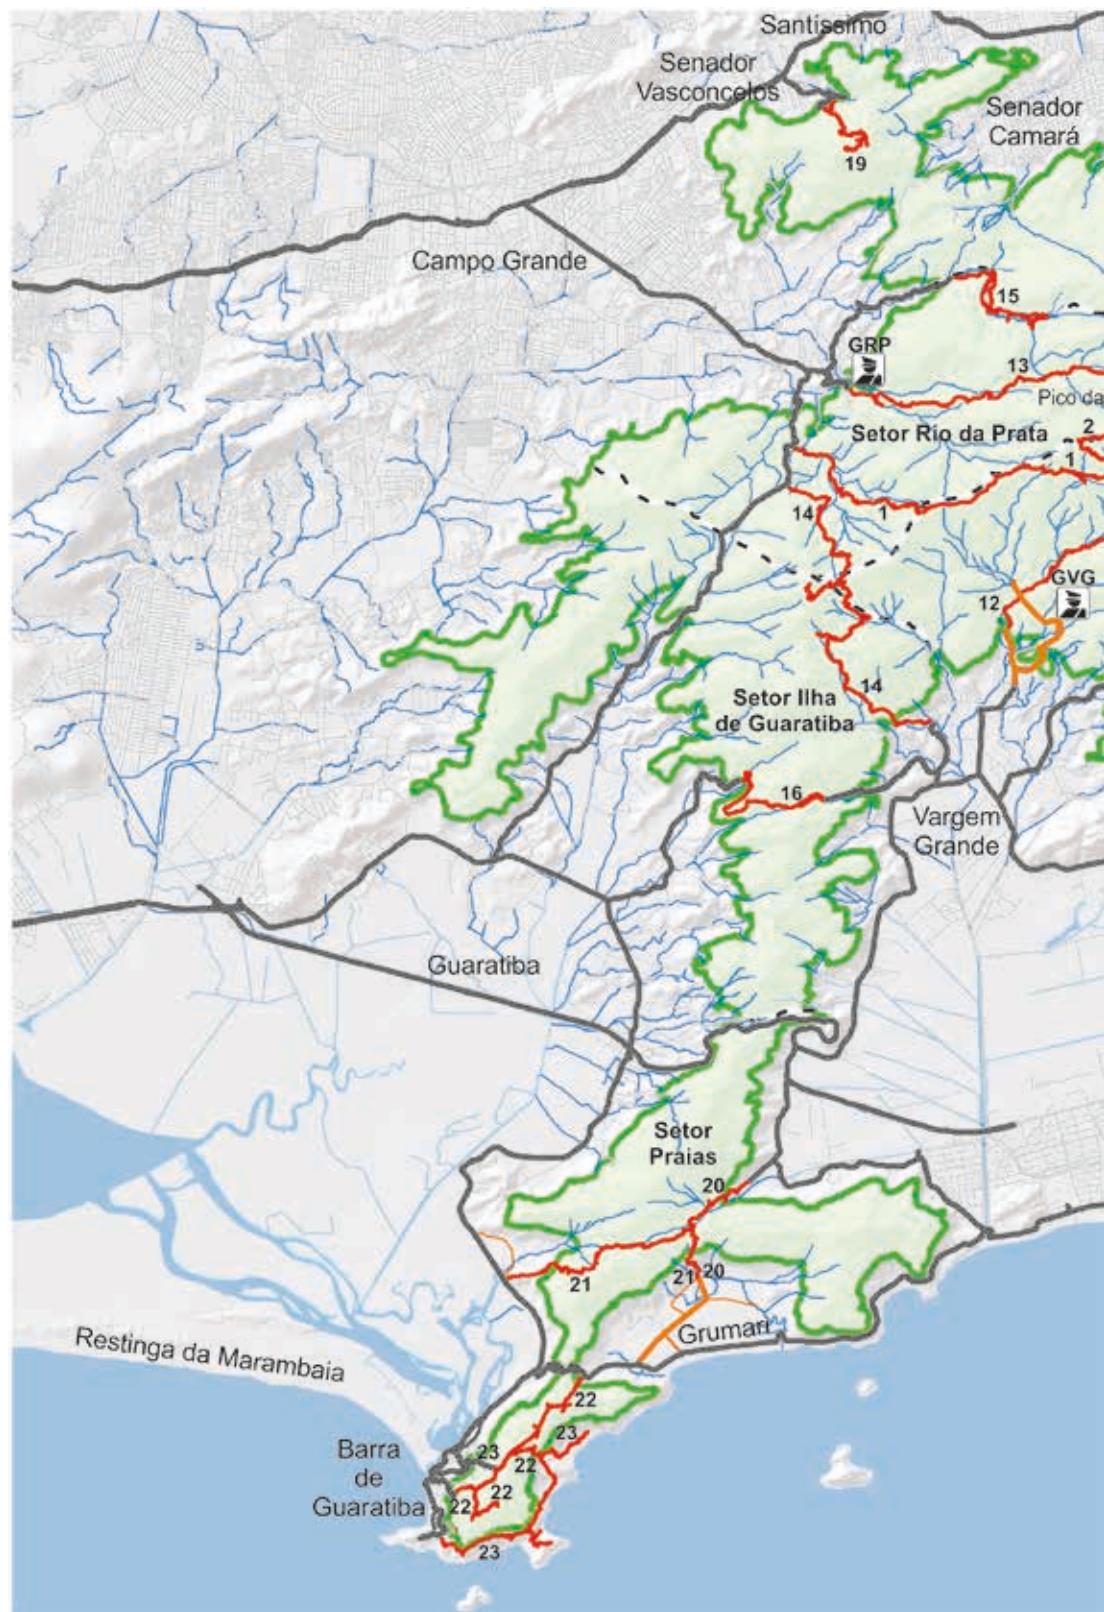 Santíssimo
Senador
Vasconcelos
Senador
Camará
19
Campo Grande
15
GRP
13
Pico da
2
Setor Rio da Prata
1
14
1
GVG
12
14
Setor Ilha
de Guaratiba
16
Vargem
Grande
Guaratiba
Setor
Praias
20
21
21
20
Grumari
Restinga da Marambaia
22
23
Barra
de
Guaratiba
23
22
22
22
23